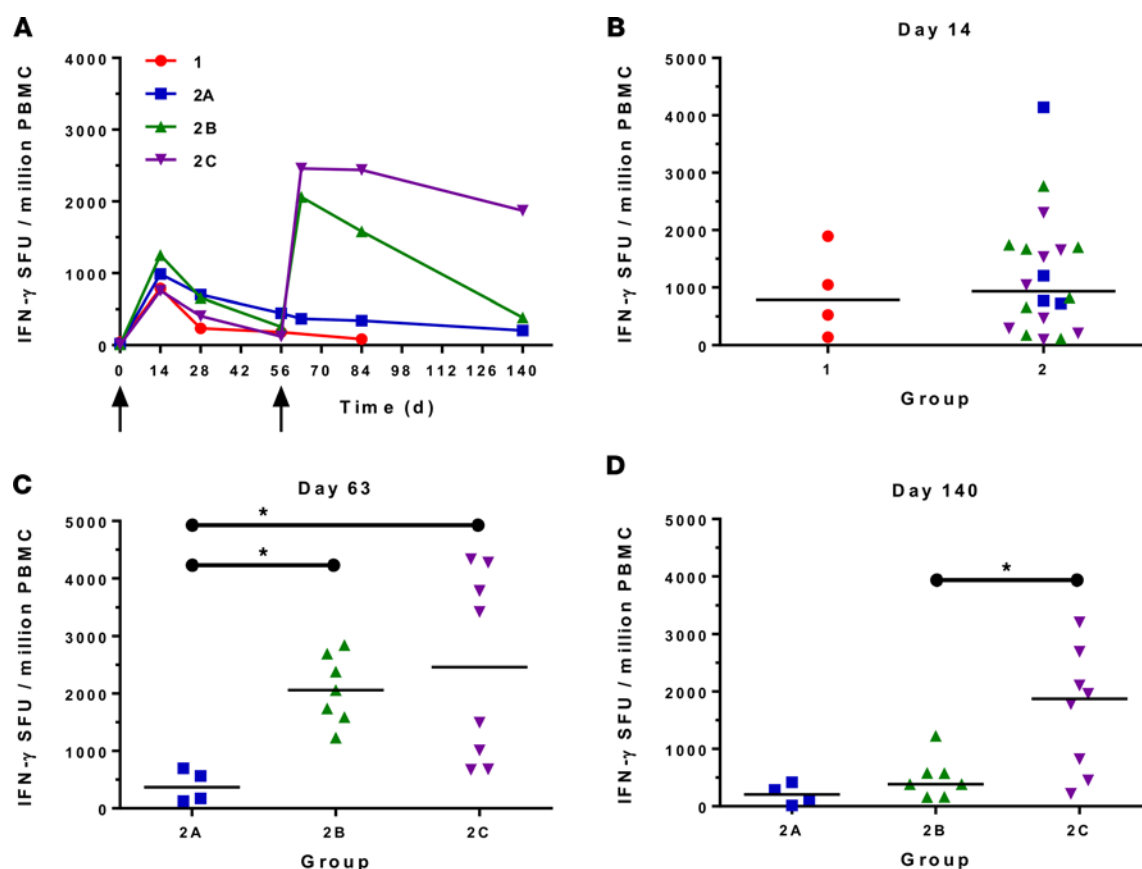 A
IFN-γ SFU / million PBMC
4000
3000
2000
1000
0
1
2A
2B
2C
0 14 28 42 56 70 84 98 112 126 140
Time (d)
B
Day 14
IFN-γ SFU / million PBMC
5000
4000
3000
2000
1000
0
1 2
Group
C
Day 63
IFN-γ SFU / million PBMC
5000
4000
3000
2000
1000
0
*
*
2A 2B 2C
Group
D
Day 140
IFN-γ SFU / million PBMC
5000
4000
3000
2000
1000
0
*
2A 2B 2C
Group